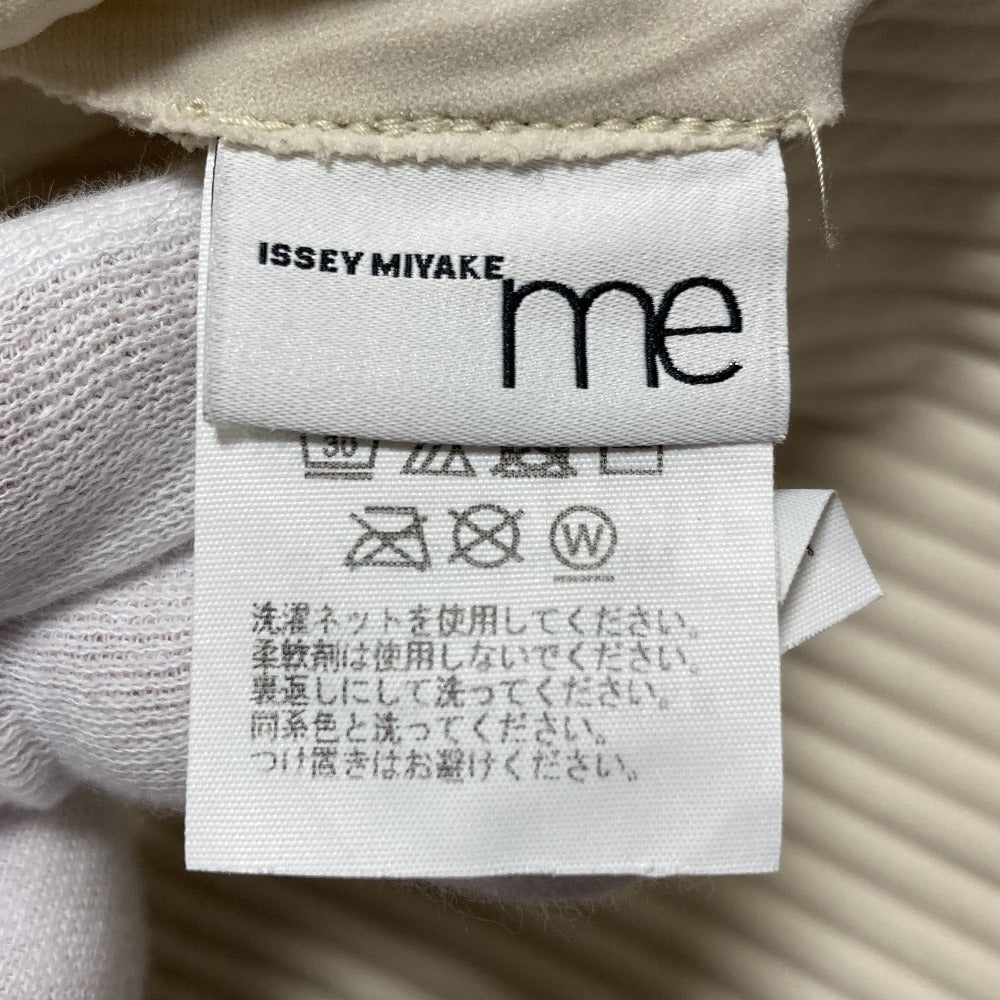 ISSEY MIYAKE
me
30
W
洗濯ネットを使用してください。
柔軟剤は使用しないでください。
裏返しにして洗ってください。
同系色と洗ってください。
つけ置きはお避けください。